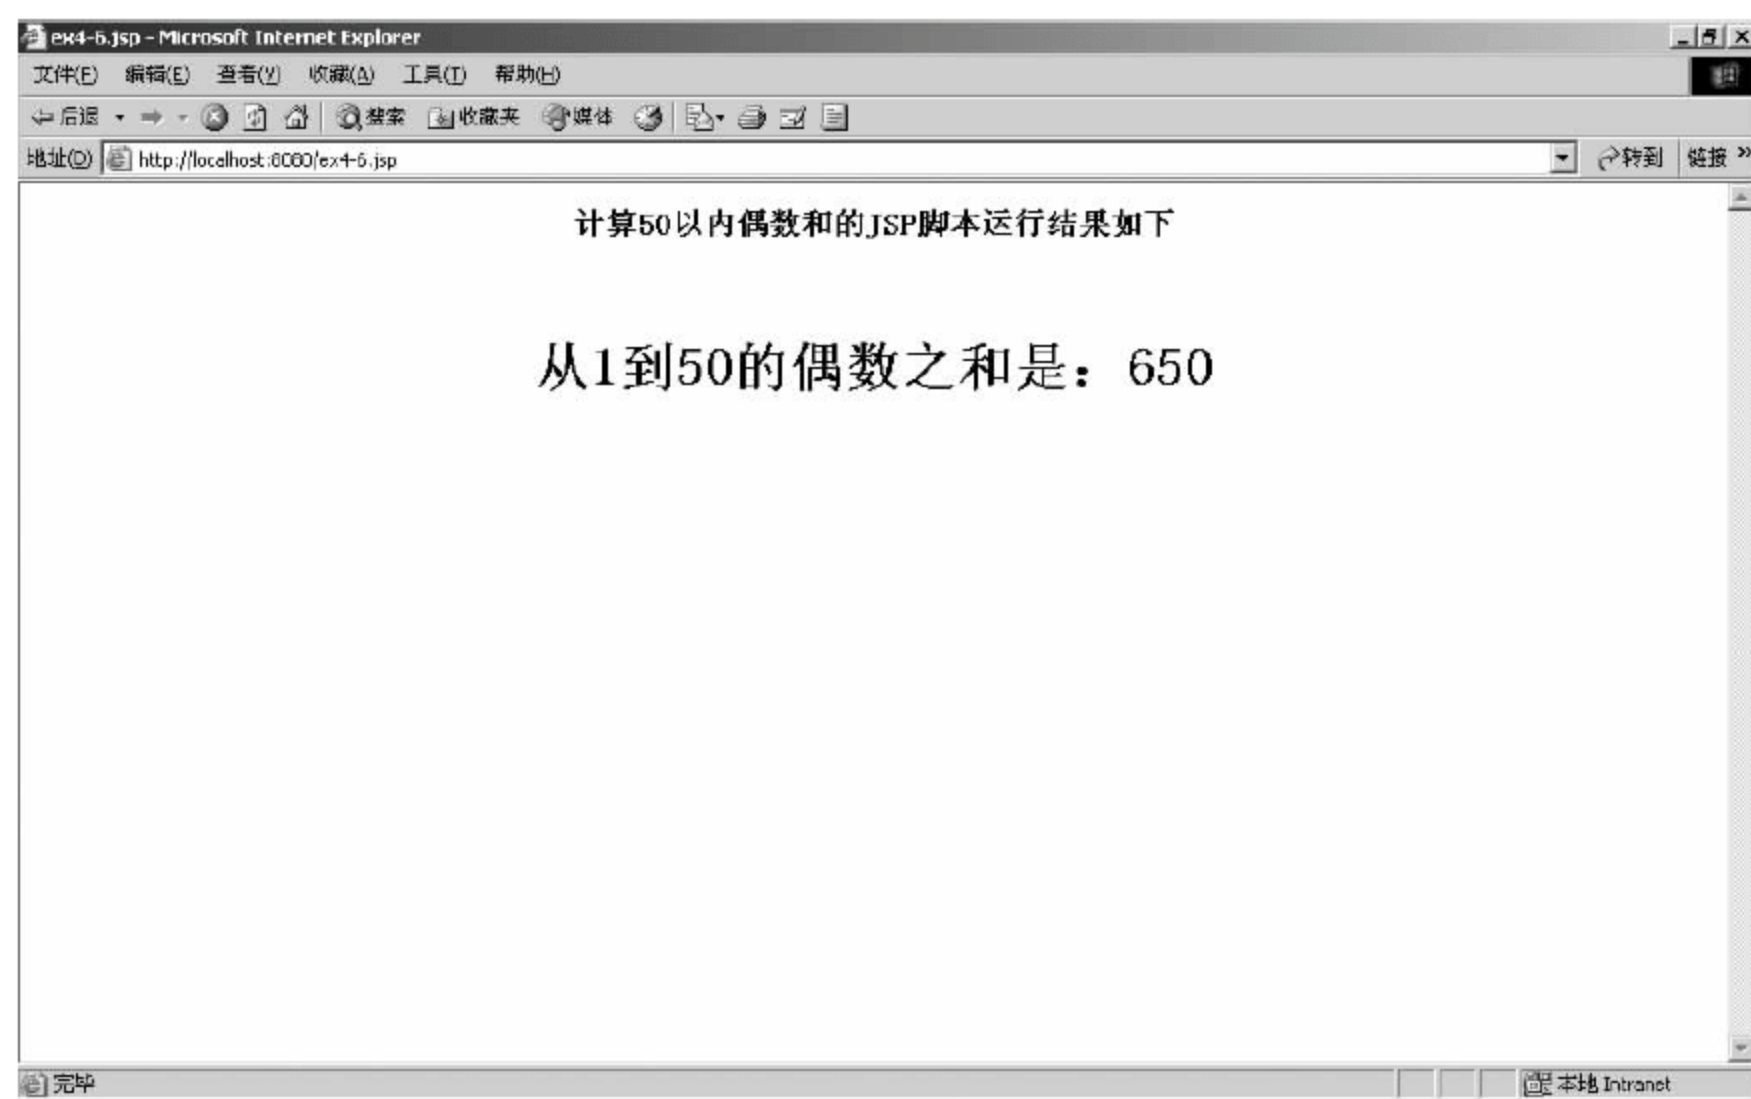 ex4-6.jsp - Microsoft Internet Explorer
文件(F) 编辑(E) 查看(V) 收藏(A) 工具(T) 帮助(H)
后退 搜索 收藏夹 媒体
地址(D) http://localhost:8080/ex4-6.jsp 转到 链接 »
计算50以内偶数和的JSP脚本运行结果如下
从1到50的偶数之和是：650
完毕 本地 Intranet